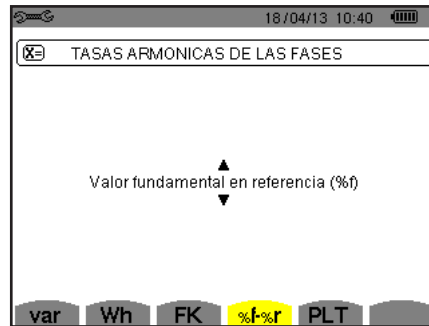 18/04/13 10:40
X= TASAS ARMONICAS DE LAS FASES
Valor fundamental en referencia (%f)
var Wh FK %f-%r PLT